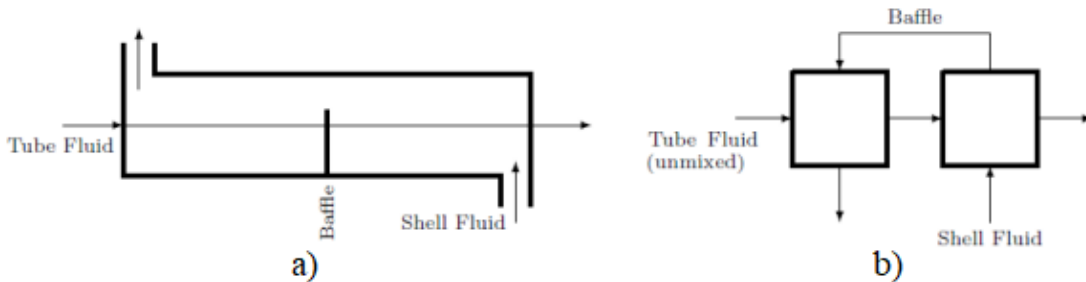 Tube Fluid
Baffle
Shell Fluid
a)
Baffle
Tube Fluid
(unmixed)
Shell Fluid
b)